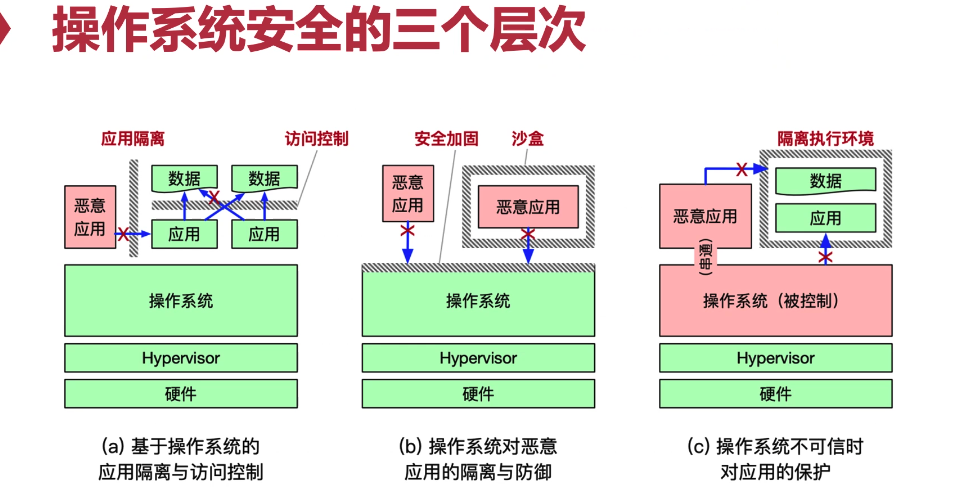 操作系统安全的三个层次
应用隔离
访问控制
恶意
应用
数据
数据
应用
应用
操作系统
Hypervisor
硬件
(a) 基于操作系统的
应用隔离与访问控制
安全加固
沙盒
恶意
应用
恶意应用
操作系统
Hypervisor
硬件
(b) 操作系统对恶意
应用的隔离与防御
隔离执行环境
恶意应用
数据
应用
(串通)
操作系统（被控制）
Hypervisor
硬件
(c) 操作系统不可信时
对应用的保护